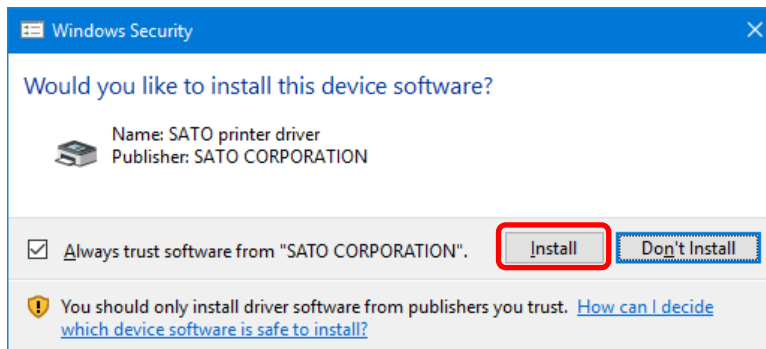 Windows Security
Would you like to install this device software?
Name: SATO printer driver
Publisher: SATO CORPORATION
Always trust software from "SATO CORPORATION". Install Don't Install
You should only install driver software from publishers you trust. How can I decide
which device software is safe to install?